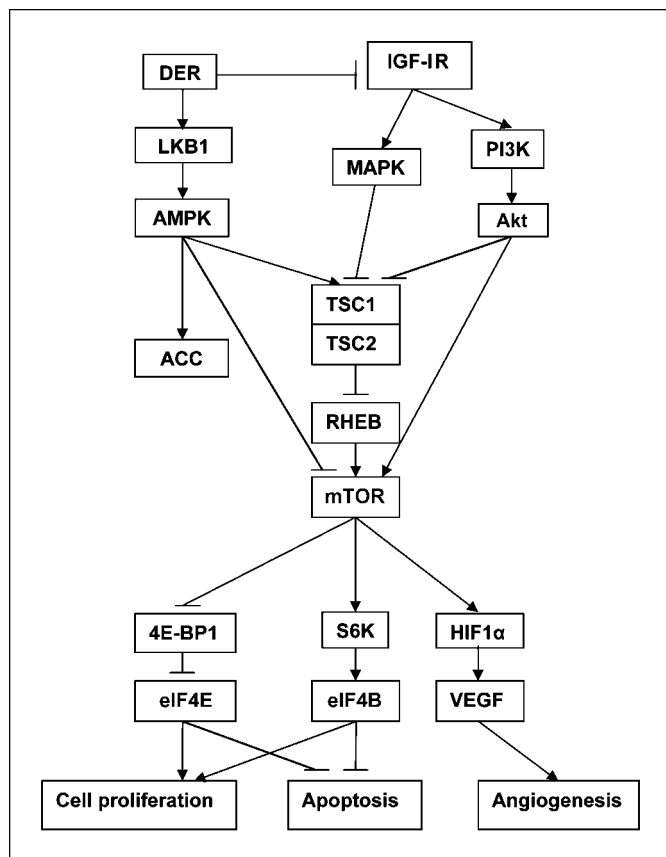 DER
IGF-IR
LKB1
MAPK
PI3K
AMPK
Akt
TSC1
TSC2
ACC
RHEB
mTOR
4E-BP1
S6K
HIF1α
eIF4E
eIF4B
VEGF
Cell proliferation
Apoptosis
Angiogenesis